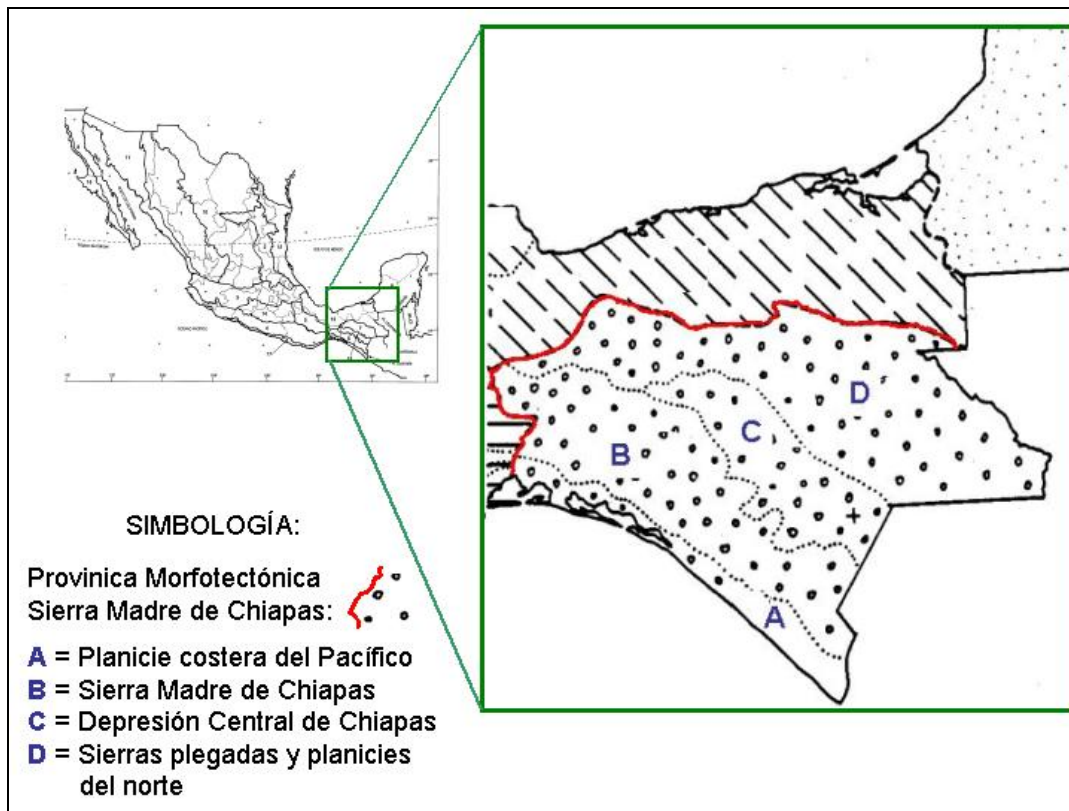 D
C
B
A
SIMBOLOGÍA:
Provinica Morfotectónica
Sierra Madre de Chiapas:
A = Planicie costera del Pacífico
B = Sierra Madre de Chiapas
C = Depresión Central de Chiapas
D = Sierras plegadas y planicies
del norte